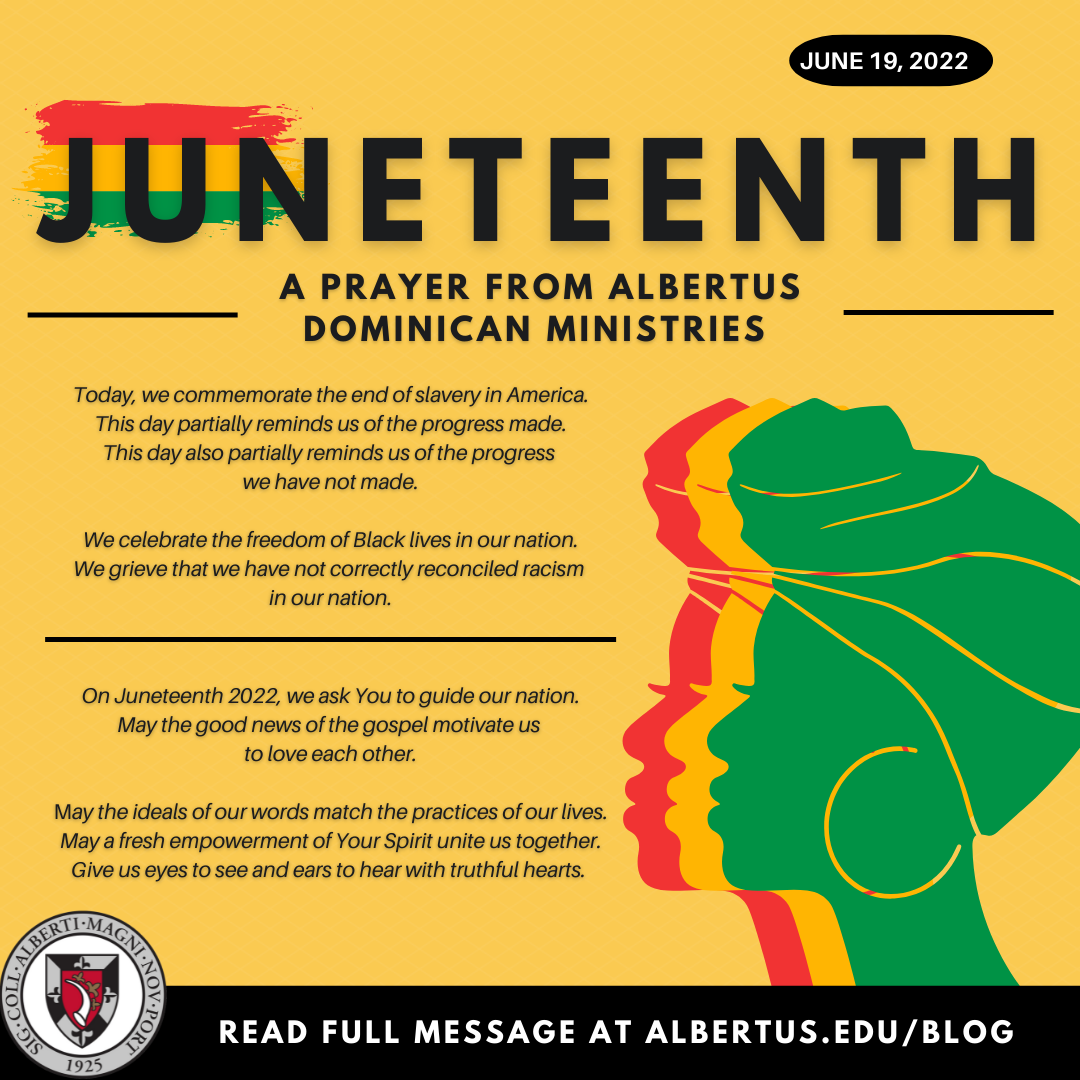 JUNE 19, 2022
JUNETEENTH
A PRAYER FROM ALBERTUS
DOMINICAN MINISTRIES
Today, we commemorate the end of slavery in America.
This day partially reminds us of the progress made.
This day also partially reminds us of the progress
we have not made.
We celebrate the freedom of Black lives in our nation.
We grieve that we have not correctly reconciled racism
in our nation.
On Juneteenth 2022, we ask You to guide our nation.
May the good news of the gospel motivate us
to love each other.
May the ideals of our words match the practices of our lives.
May a fresh empowerment of Your Spirit unite us together.
Give us eyes to see and ears to hear with truthful hearts.
SIG·COLL·ALBERTI·MAGNI·NOV·PORT
1925
READ FULL MESSAGE AT ALBERTUS.EDU/BLOG